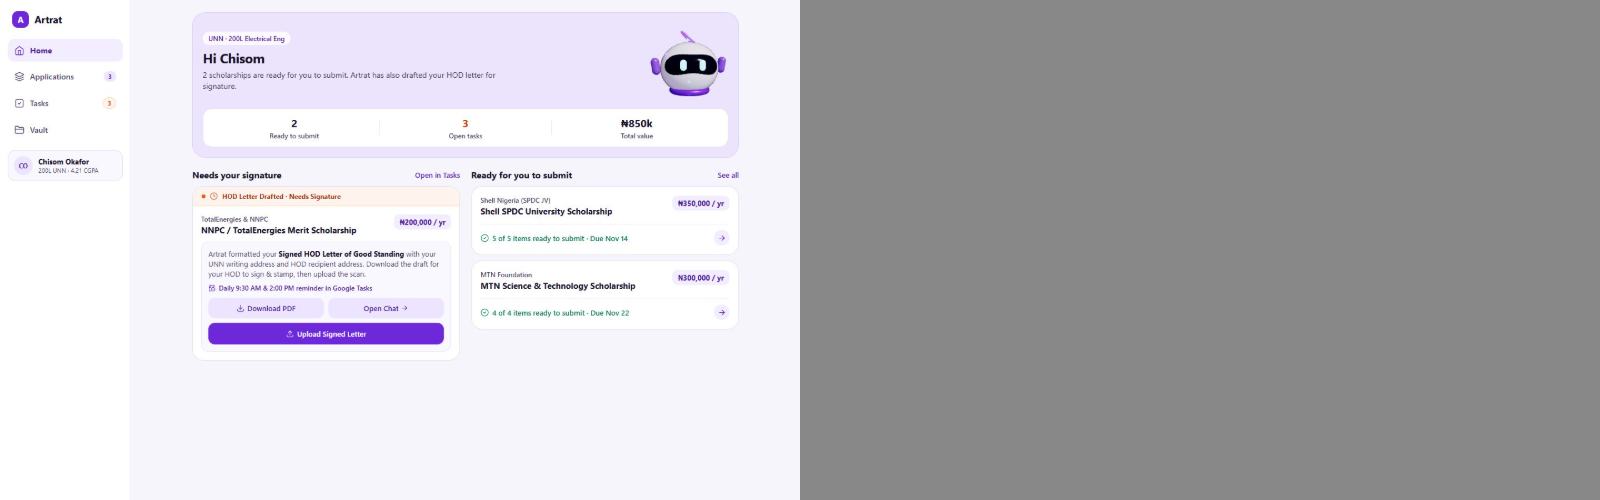 A Artrat
Home
Applications 3
Tasks 3
Vault
CO Chisom Okafor
200L UNN · 4.21 CGPA
UNN · 200L Electrical Eng
Hi Chisom
2 scholarships are ready for you to submit. Artrat has also drafted your HOD letter for
signature.
2
Ready to submit
3
Open tasks
₦850k
Total value
Needs your signature Open in Tasks
HOD Letter Drafted · Needs Signature
TotalEnergies & NNPC
NNPC / TotalEnergies Merit Scholarship
₦200,000 / yr
Artrat formatted your Signed HOD Letter of Good Standing with your
UNN writing address and HOD recipient address. Download the draft for
your HOD to sign & stamp, then upload the scan.
Daily 9:30 AM & 2:00 PM reminder in Google Tasks
Download PDF
Open Chat →
Upload Signed Letter
Ready for you to submit See all
Shell Nigeria (SPDC JV)
Shell SPDC University Scholarship
₦350,000 / yr
5 of 5 items ready to submit · Due Nov 14
MTN Foundation
MTN Science & Technology Scholarship
₦300,000 / yr
4 of 4 items ready to submit · Due Nov 22